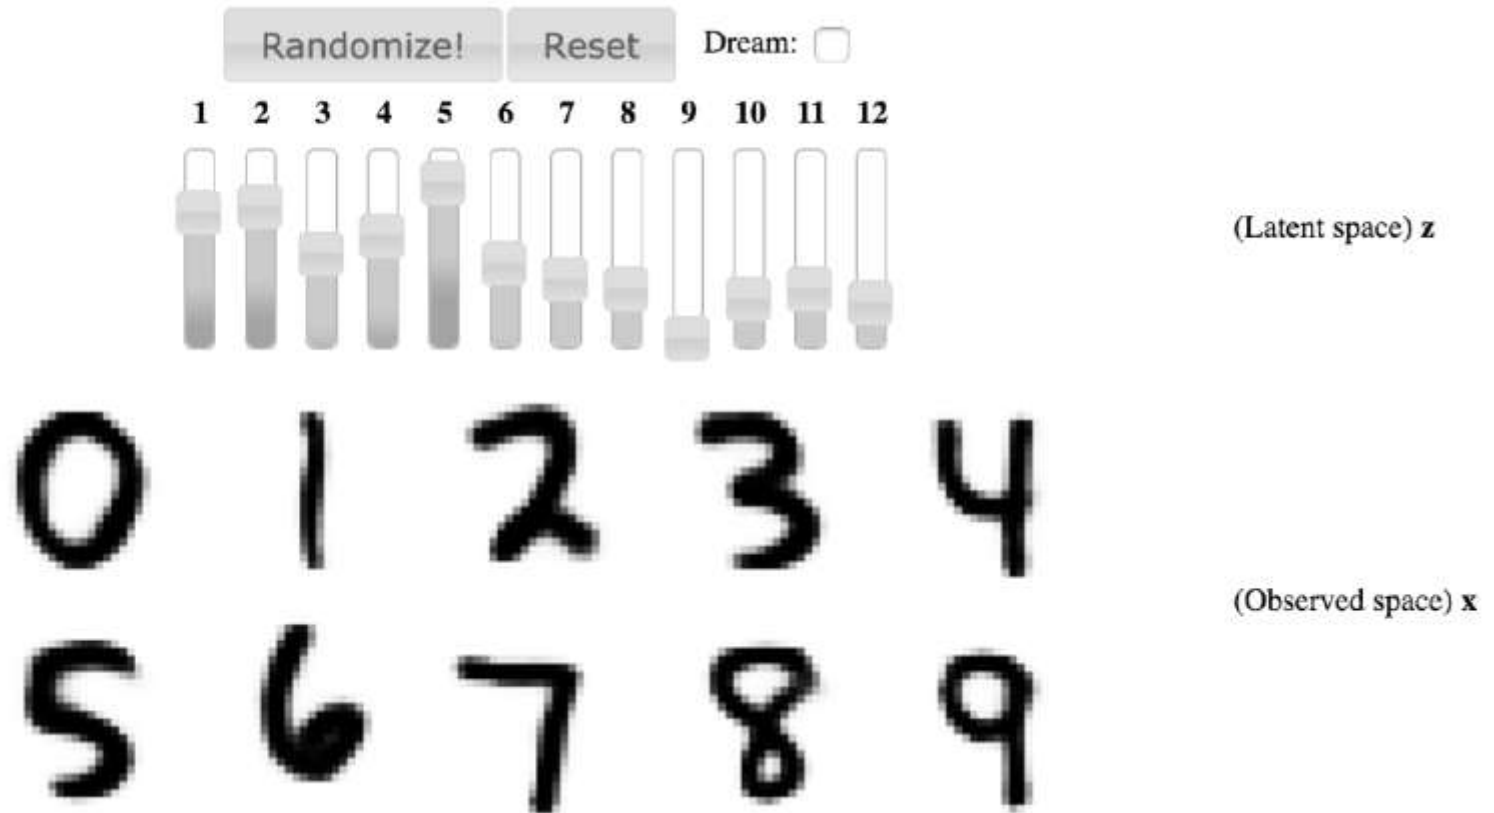 Randomize! Reset Dream:
1 2 3 4 5 6 7 8 9 10 11 12
(Latent space) z
0 1 2 3 4
(Observed space) x
5 6 7 8 9